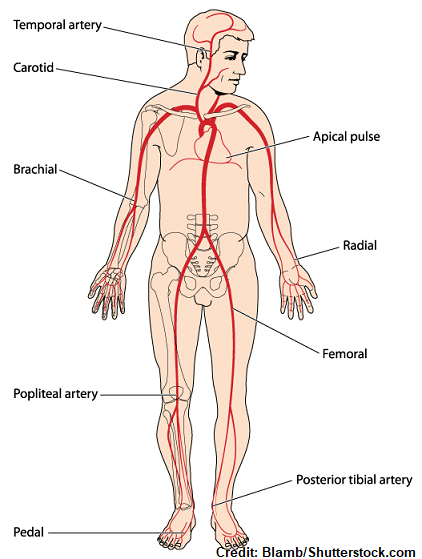 Temporal artery
Carotid
Apical pulse
Brachial
Radial
Femoral
Popliteal artery
Posterior tibial artery
Pedal
Credit: Blamb/Shutterstock.com